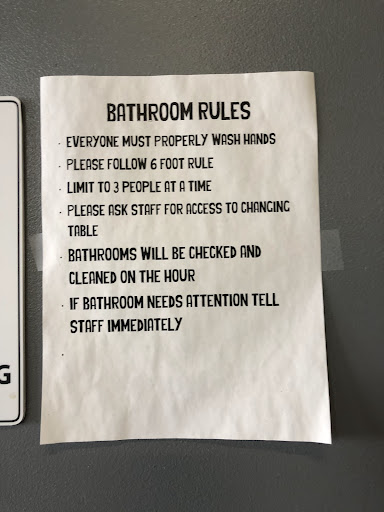 BATHROOM RULES
· EVERYONE MUST PROPERLY WASH HANDS
· PLEASE FOLLOW 6 FOOT RULE
· LIMIT TO 3 PEOPLE AT A TIME
· PLEASE ASK STAFF FOR ACCESS TO CHANGING
TABLE
· BATHROOMS WILL BE CHECKED AND
CLEANED ON THE HOUR
· IF BATHROOM NEEDS ATTENTION TELL
STAFF IMMEDIATELY
·
G